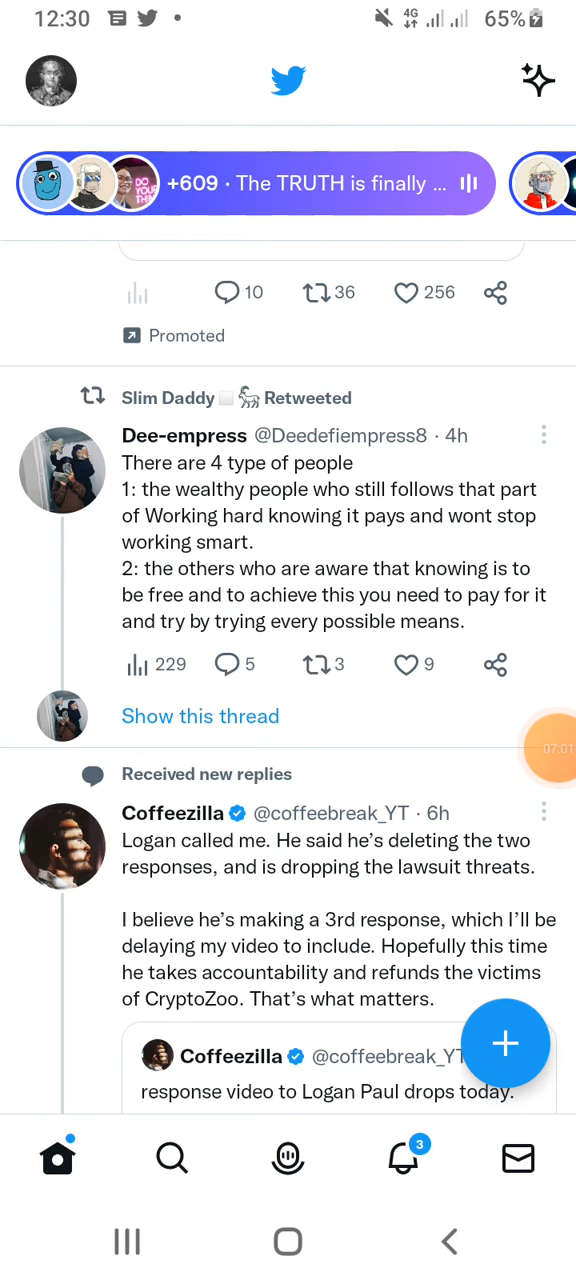 12:30
4G
65%
DO
YOUR
THI
+609 · The TRUTH is finally ...
10
36
256
Promoted
Slim Daddy Retweeted
Dee-empress @Deedefiempress8 · 4h
There are 4 type of people
1: the wealthy people who still follows that part
of Working hard knowing it pays and wont stop
working smart.
2: the others who are aware that knowing is to
be free and to achieve this you need to pay for it
and try by trying every possible means.
229
5
3
9
Show this thread
07:01
Received new replies
Coffeezilla @coffeebreak_YT · 6h
Logan called me. He said he's deleting the two
responses, and is dropping the lawsuit threats.
I believe he's making a 3rd response, which I'll be
delaying my video to include. Hopefully this time
he takes accountability and refunds the victims
of CryptoZoo. That's what matters.
Coffeezilla @coffeebreak_YT
response video to Logan Paul drops today.
3